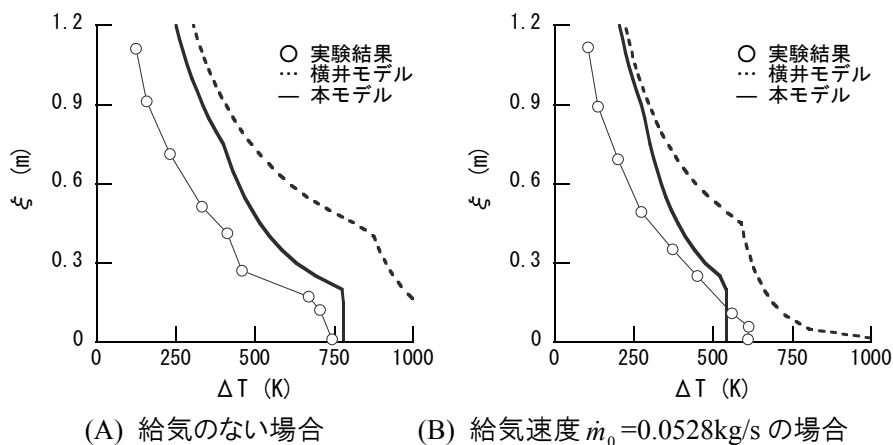 1.2
0.9
0.6
0.3
0
ξ (m)
0 250 500 750 1000
ΔT (K)
実験結果
横井モデル
本モデル
(A) 給気のない場合
1.2
0.9
0.6
0.3
0
ξ (m)
0 250 500 750 1000
ΔT (K)
実験結果
横井モデル
本モデル
(B) 給気速度 ṁ₀ =0.0528kg/s の場合